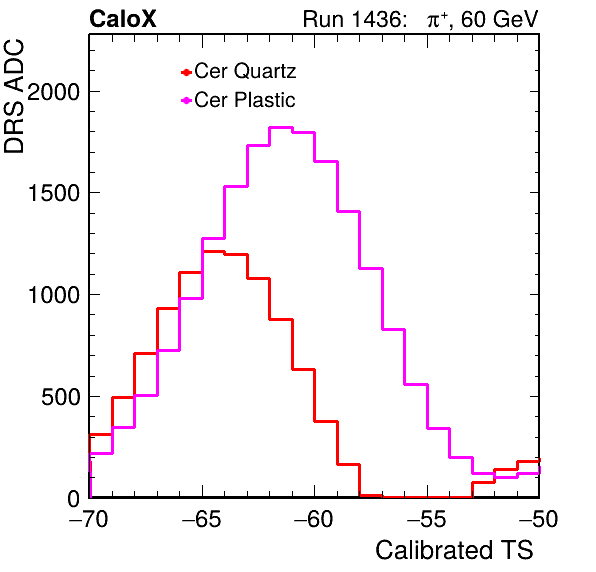 CaloX Run 1436: π⁺, 60 GeV
DRS ADC
Cer Quartz
Cer Plastic
2000
1500
1000
500
0
−70 −65 −60 −55 −50
Calibrated TS